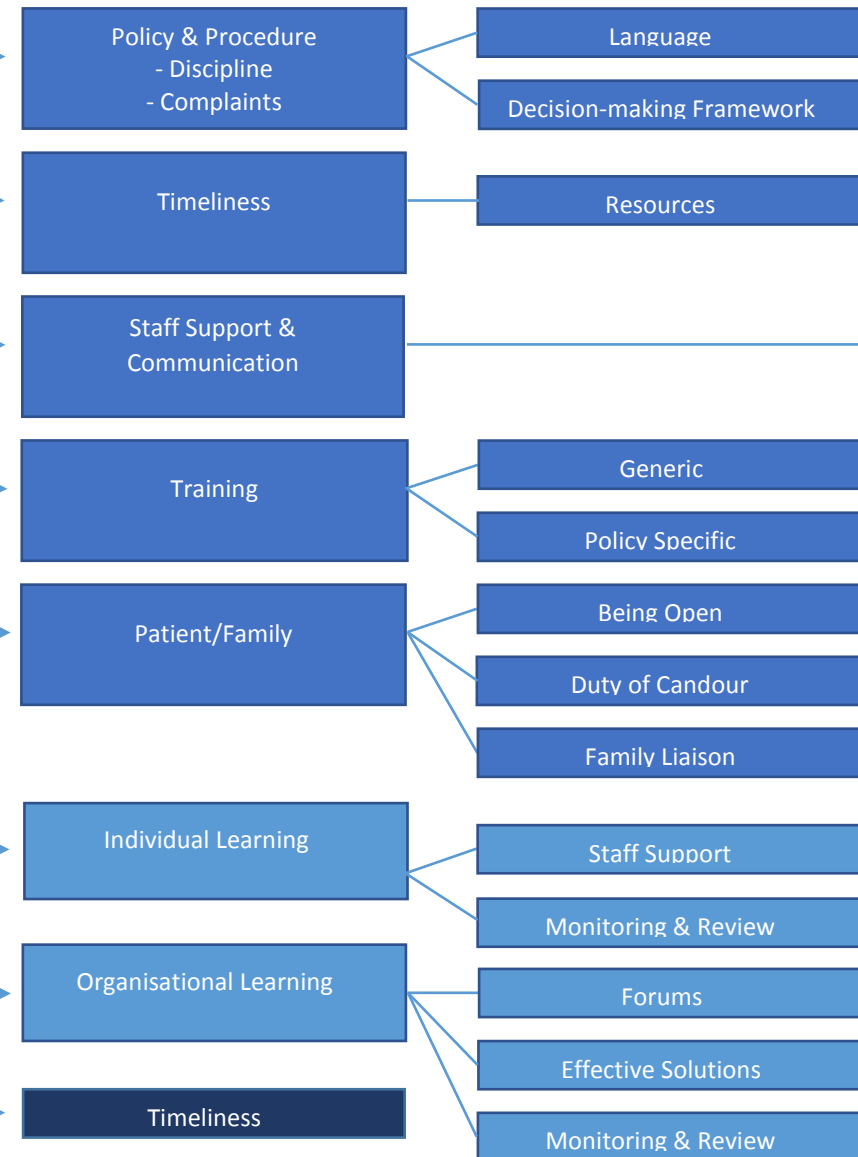 Policy & Procedure
- Discipline
- Complaints
Language
Decision-making Framework
Timeliness
Resources
Staff Support &
Communication
Training
Generic
Policy Specific
Patient/Family
Being Open
Duty of Candour
Family Liaison
Individual Learning
Staff Support
Monitoring & Review
Organisational Learning
Forums
Effective Solutions
Monitoring & Review
Timeliness